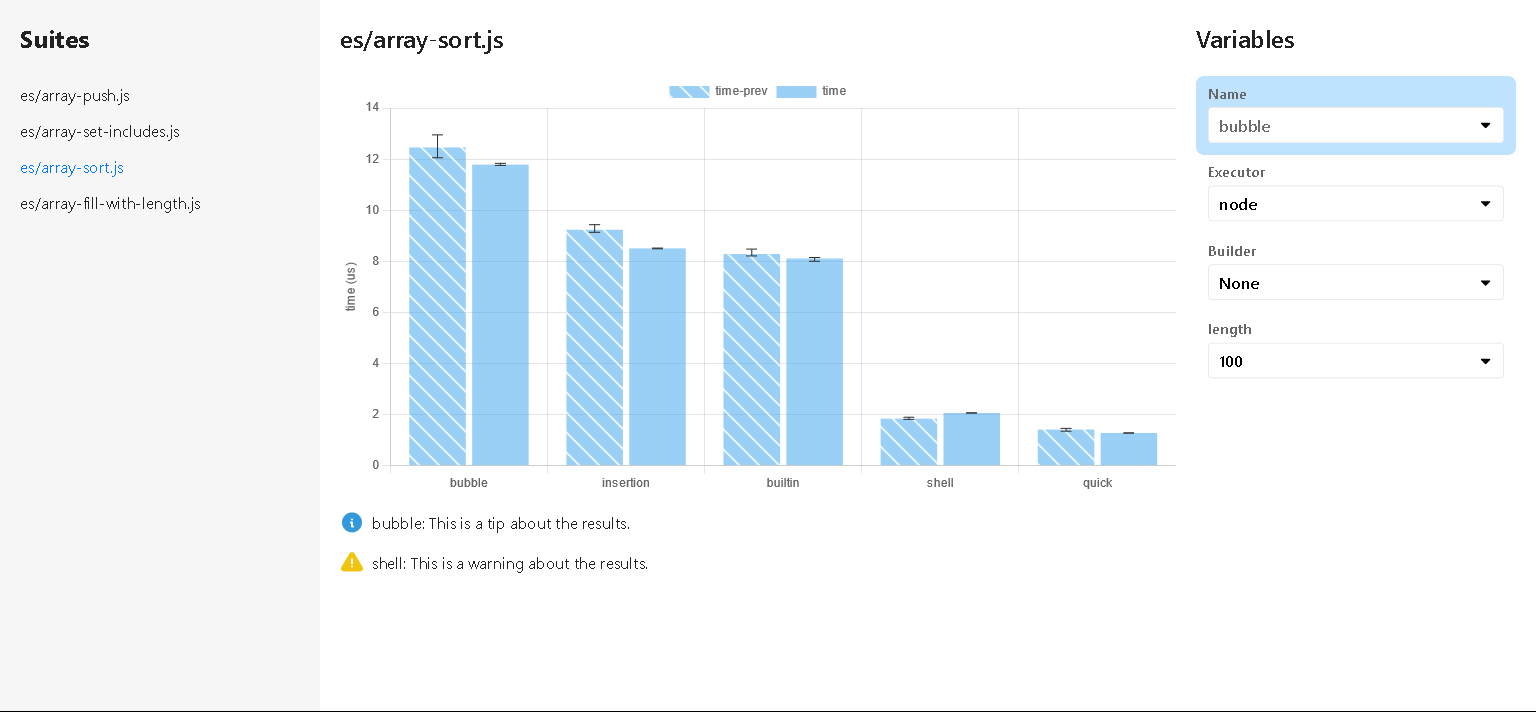 Suites
es/array-push.js
es/array-set-includes.js
es/array-sort.js
es/array-fill-with-length.js
es/array-sort.js
time-prev time
14
12
10
8
6
4
2
0
time (us)
bubble insertion builtin shell quick
bubble: This is a tip about the results.
shell: This is a warning about the results.
Variables
Name
bubble
Executor
node
Builder
None
length
100